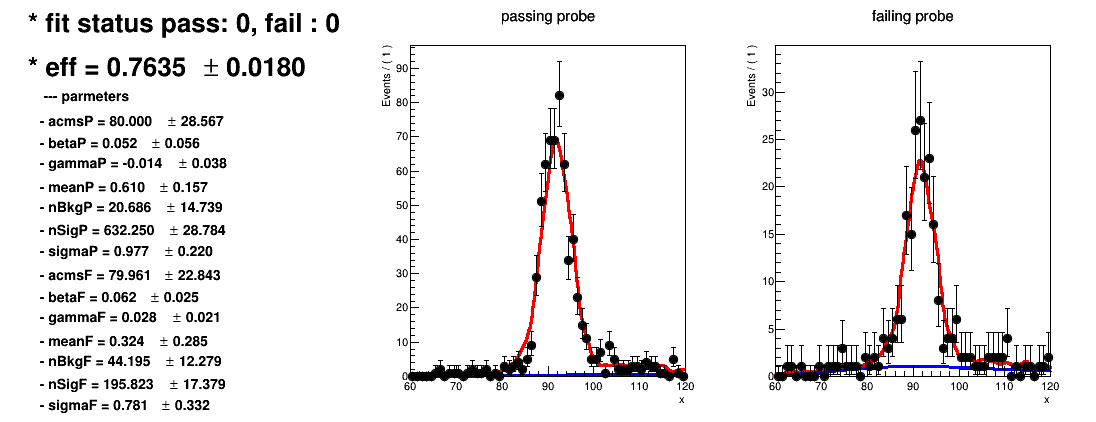 * fit status pass: 0, fail : 0
* eff = 0.7635 ± 0.0180
--- parmeters
- acmsP = 80.000 ± 28.567
- betaP = 0.052 ± 0.056
- gammaP = -0.014 ± 0.038
- meanP = 0.610 ± 0.157
- nBkgP = 20.686 ± 14.739
- nSigP = 632.250 ± 28.784
- sigmaP = 0.977 ± 0.220
- acmsF = 79.961 ± 22.843
- betaF = 0.062 ± 0.025
- gammaF = 0.028 ± 0.021
- meanF = 0.324 ± 0.285
- nBkgF = 44.195 ± 12.279
- nSigF = 195.823 ± 17.379
- sigmaF = 0.781 ± 0.332
passing probe
Events / ( 1 )
90
80
70
60
50
40
30
20
10
0
60 70 80 90 100 110 120
x
failing probe
Events / ( 1 )
30
25
20
15
10
5
0
60 70 80 90 100 110 120
x